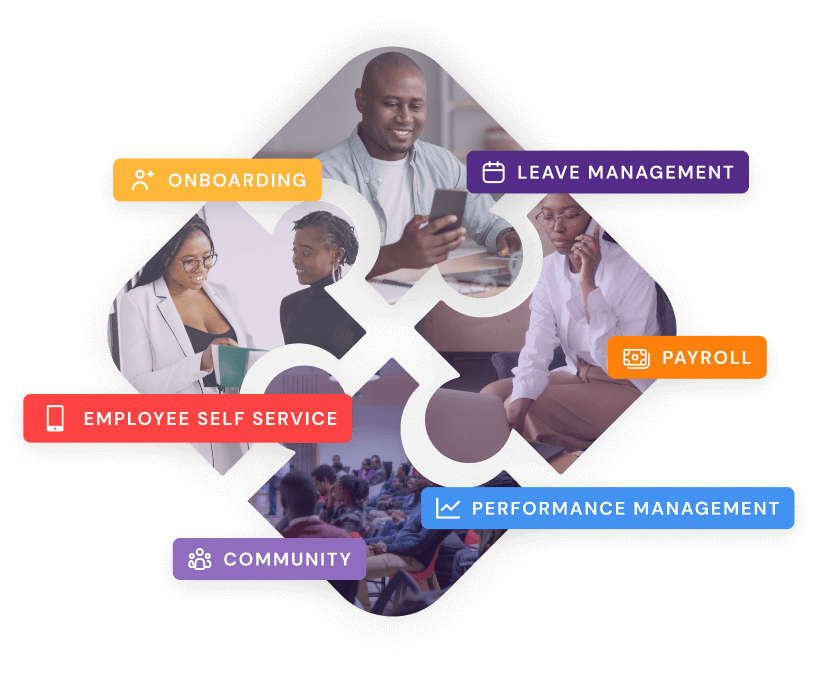 LEAVE MANAGEMENT
ONBOARDING
PAYROLL
EMPLOYEE SELF SERVICE
PERFORMANCE MANAGEMENT
COMMUNITY